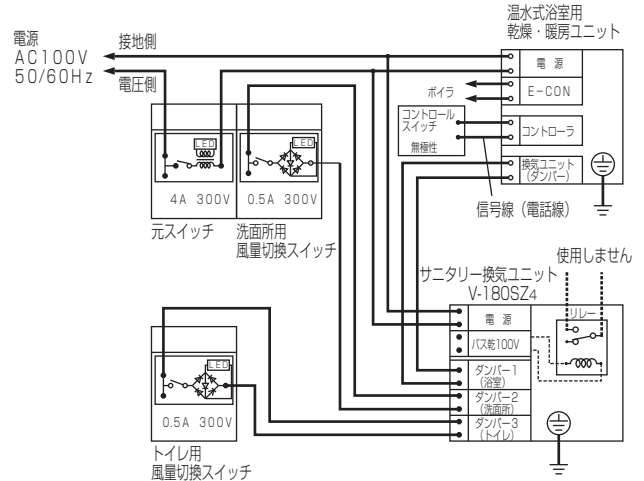 温水式浴室用
乾燥・暖房ユニット
電源
AC100V
50/60Hz
接地側
電圧側
電 源
E-CON
ボイラ
コントロール
スイッチ
無極性
コントローラ
換気ユニット
(ダンパー)
信号線(電話線)
LED
LED
4A 300V
0.5A 300V
元スイッチ
洗面所用
風量切換スイッチ
使用しません
サニタリー換気ユニット
V-180SZ4
リレー
電 源
バス乾100V
ダンパー1
(浴室)
ダンパー2
(洗面所)
ダンパー3
(トイレ)
LED
0.5A 300V
トイレ用
風量切換スイッチ